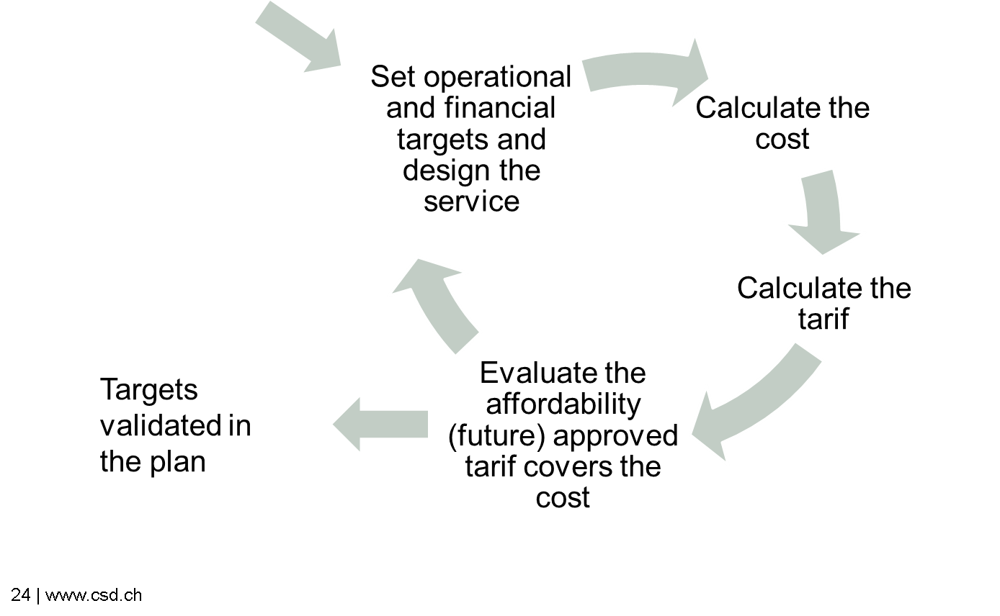 Set operational
and financial
targets and
design the
service
Calculate the
cost
Calculate the
tarif
Evaluate the
affordability
(future) approved
tarif covers the
cost
Targets
validated in
the plan
24 | www.csd.ch